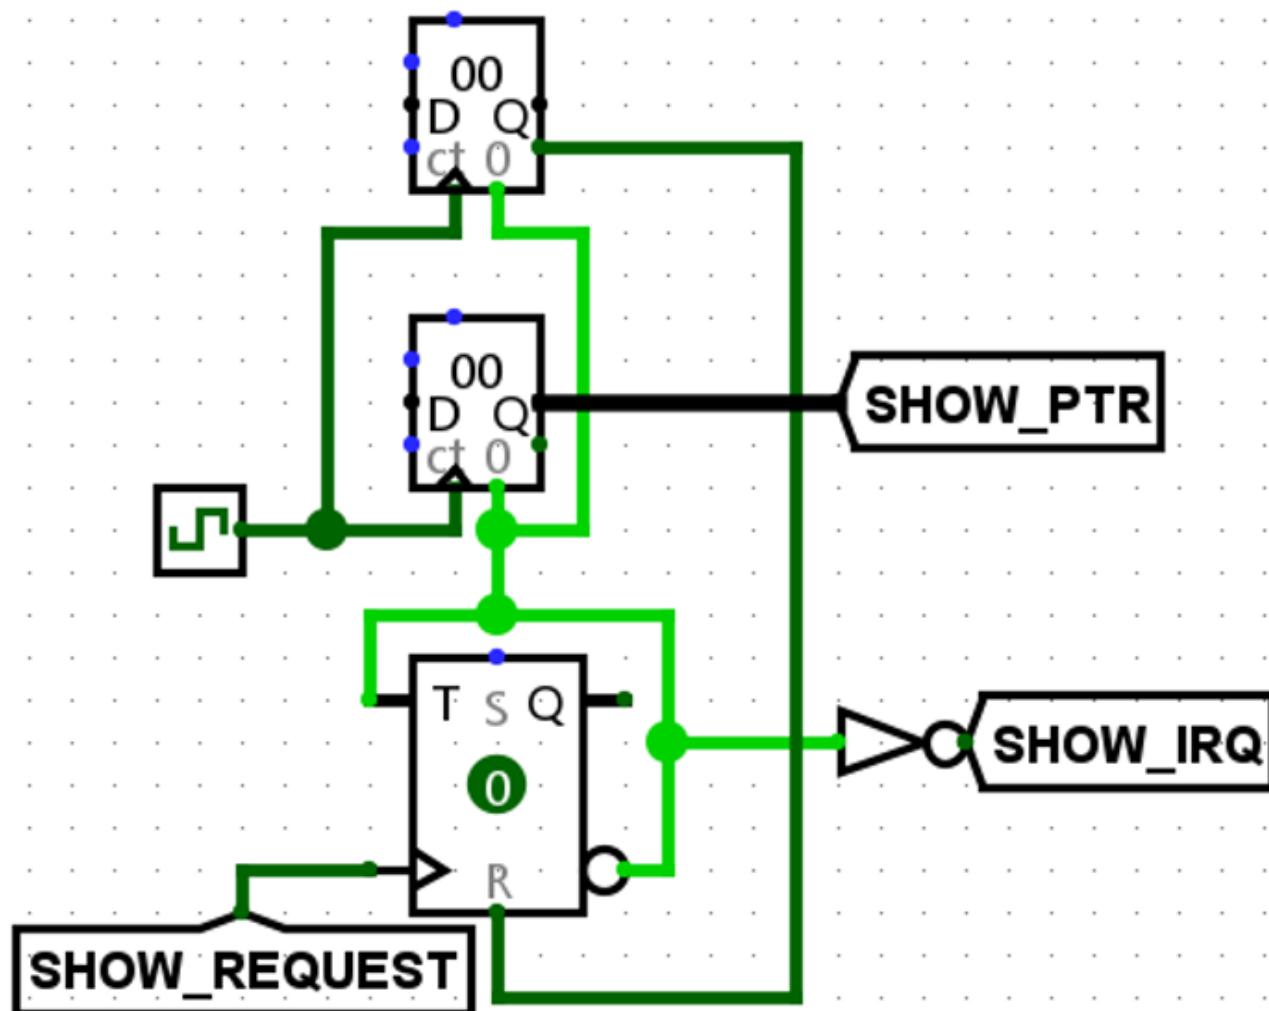 00
D Q
ct 0
00
D Q
ct 0
SHOW_PTR
T S Q
0
R
SHOW_IRQ
SHOW_REQUEST